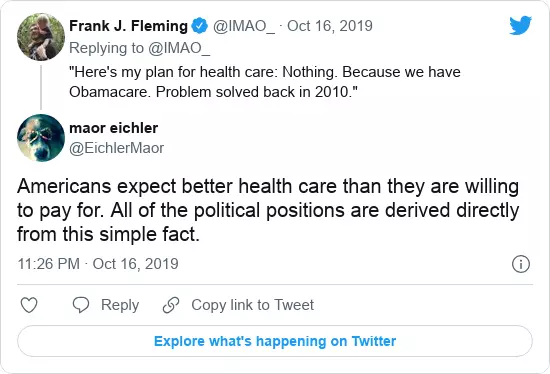 Frank J. Fleming @IMAO_ · Oct 16, 2019
Replying to @IMAO_
"Here's my plan for health care: Nothing. Because we have
Obamacare. Problem solved back in 2010."
maor eichler
@EichlerMaor
Americans expect better health care than they are willing
to pay for. All of the political positions are derived directly
from this simple fact.
11:26 PM · Oct 16, 2019
Reply
Copy link to Tweet
Explore what's happening on Twitter